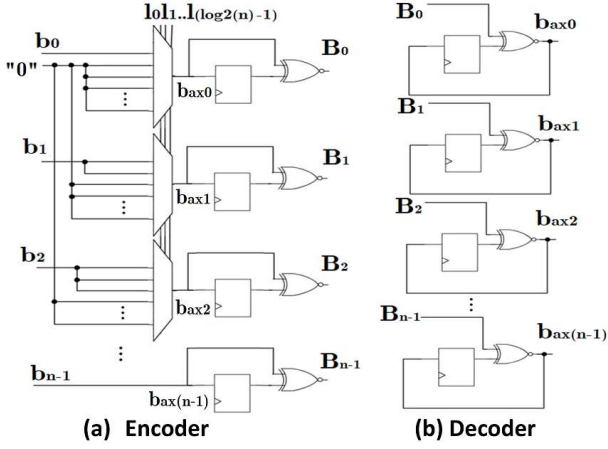 l0l1..l(log2(n)-1)
b0
"0"
bax0
B0
b1
bax1
B1
b2
bax2
B2
bn-1
bax(n-1)
Bn-1
(a) Encoder
B0
bax0
B1
bax1
B2
bax2
Bn-1
bax(n-1)
(b) Decoder